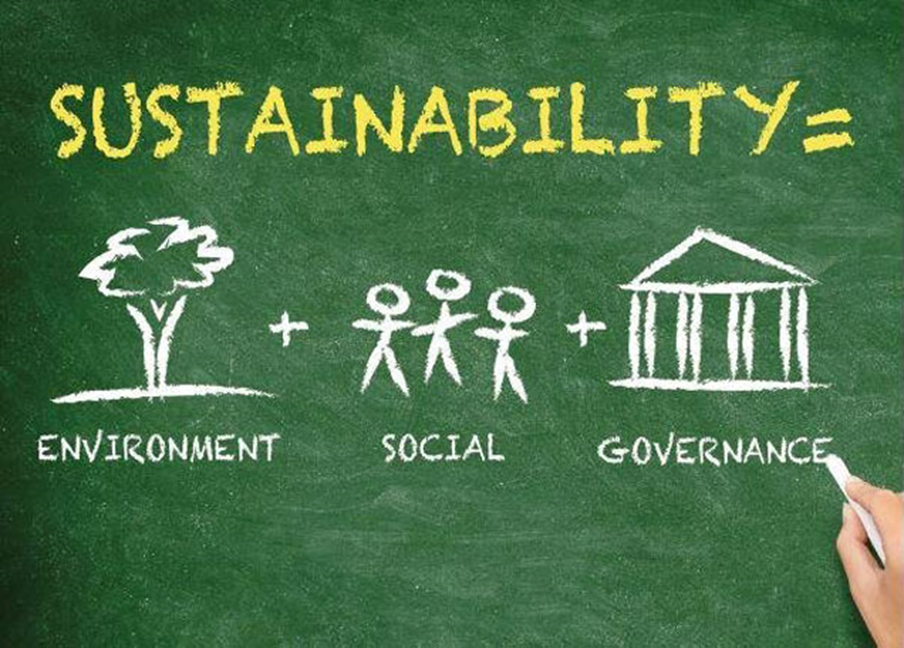 SUSTAINABILITY=
+ +
ENVIRONMENT SOCIAL GOVERNANCE